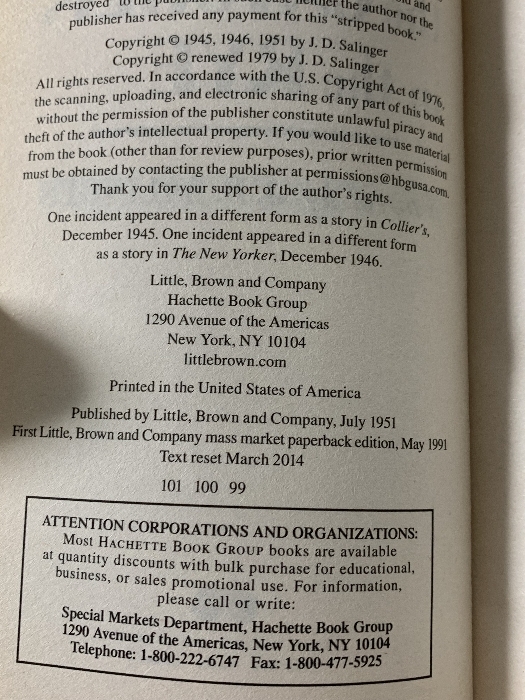 destroyed" to the publisher. In such case neither the author nor the
publisher has received any payment for this "stripped book."
Copyright © 1945, 1946, 1951 by J. D. Salinger
Copyright © renewed 1979 by J. D. Salinger
All rights reserved. In accordance with the U.S. Copyright Act of 1976,
the scanning, uploading, and electronic sharing of any part of this book
without the permission of the publisher constitute unlawful piracy and
theft of the author's intellectual property. If you would like to use material
from the book (other than for review purposes), prior written permission
must be obtained by contacting the publisher at permissions@hbgusa.com.
Thank you for your support of the author's rights.
One incident appeared in a different form as a story in Collier's,
December 1945. One incident appeared in a different form
as a story in The New Yorker, December 1946.
Little, Brown and Company
Hachette Book Group
1290 Avenue of the Americas
New York, NY 10104
littlebrown.com
Printed in the United States of America
Published by Little, Brown and Company, July 1951
First Little, Brown and Company mass market paperback edition, May 1991
Text reset March 2014
101 100 99
ATTENTION CORPORATIONS AND ORGANIZATIONS:
Most HACHETTE BOOK GROUP books are available
at quantity discounts with bulk purchase for educational,
business, or sales promotional use. For information,
please call or write:
Special Markets Department, Hachette Book Group
1290 Avenue of the Americas, New York, NY 10104
Telephone: 1-800-222-6747 Fax: 1-800-477-5925